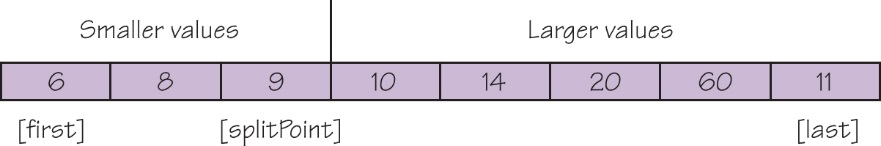 Smaller values Larger values
6 8 9 10 14 20 60 11
[first] [splitPoint] [last]